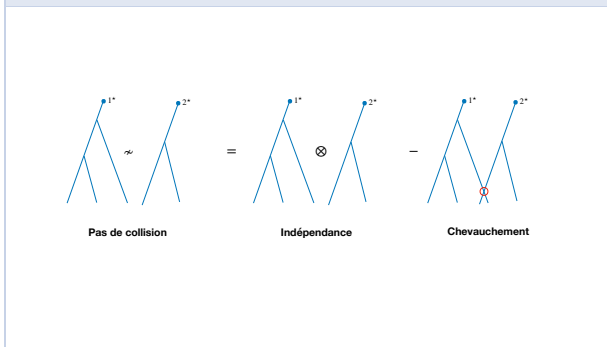 1* 2* 1* 2* 1* 2*
≁ = ⊗ −
Pas de collision Indépendance Chevauchement